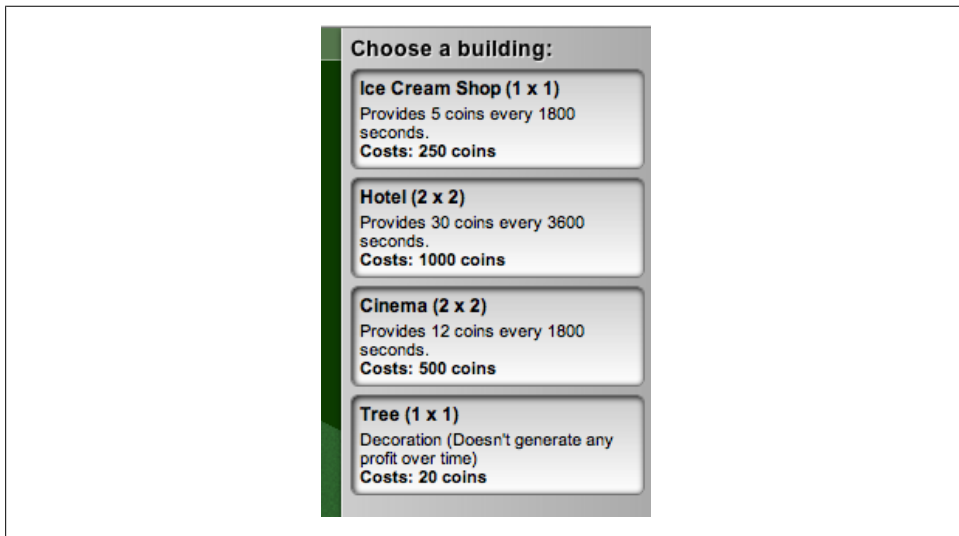 Choose a building:
Ice Cream Shop (1 x 1)
Provides 5 coins every 1800
seconds.
Costs: 250 coins
Hotel (2 x 2)
Provides 30 coins every 3600
seconds.
Costs: 1000 coins
Cinema (2 x 2)
Provides 12 coins every 1800
seconds.
Costs: 500 coins
Tree (1 x 1)
Decoration (Doesn't generate any
profit over time)
Costs: 20 coins